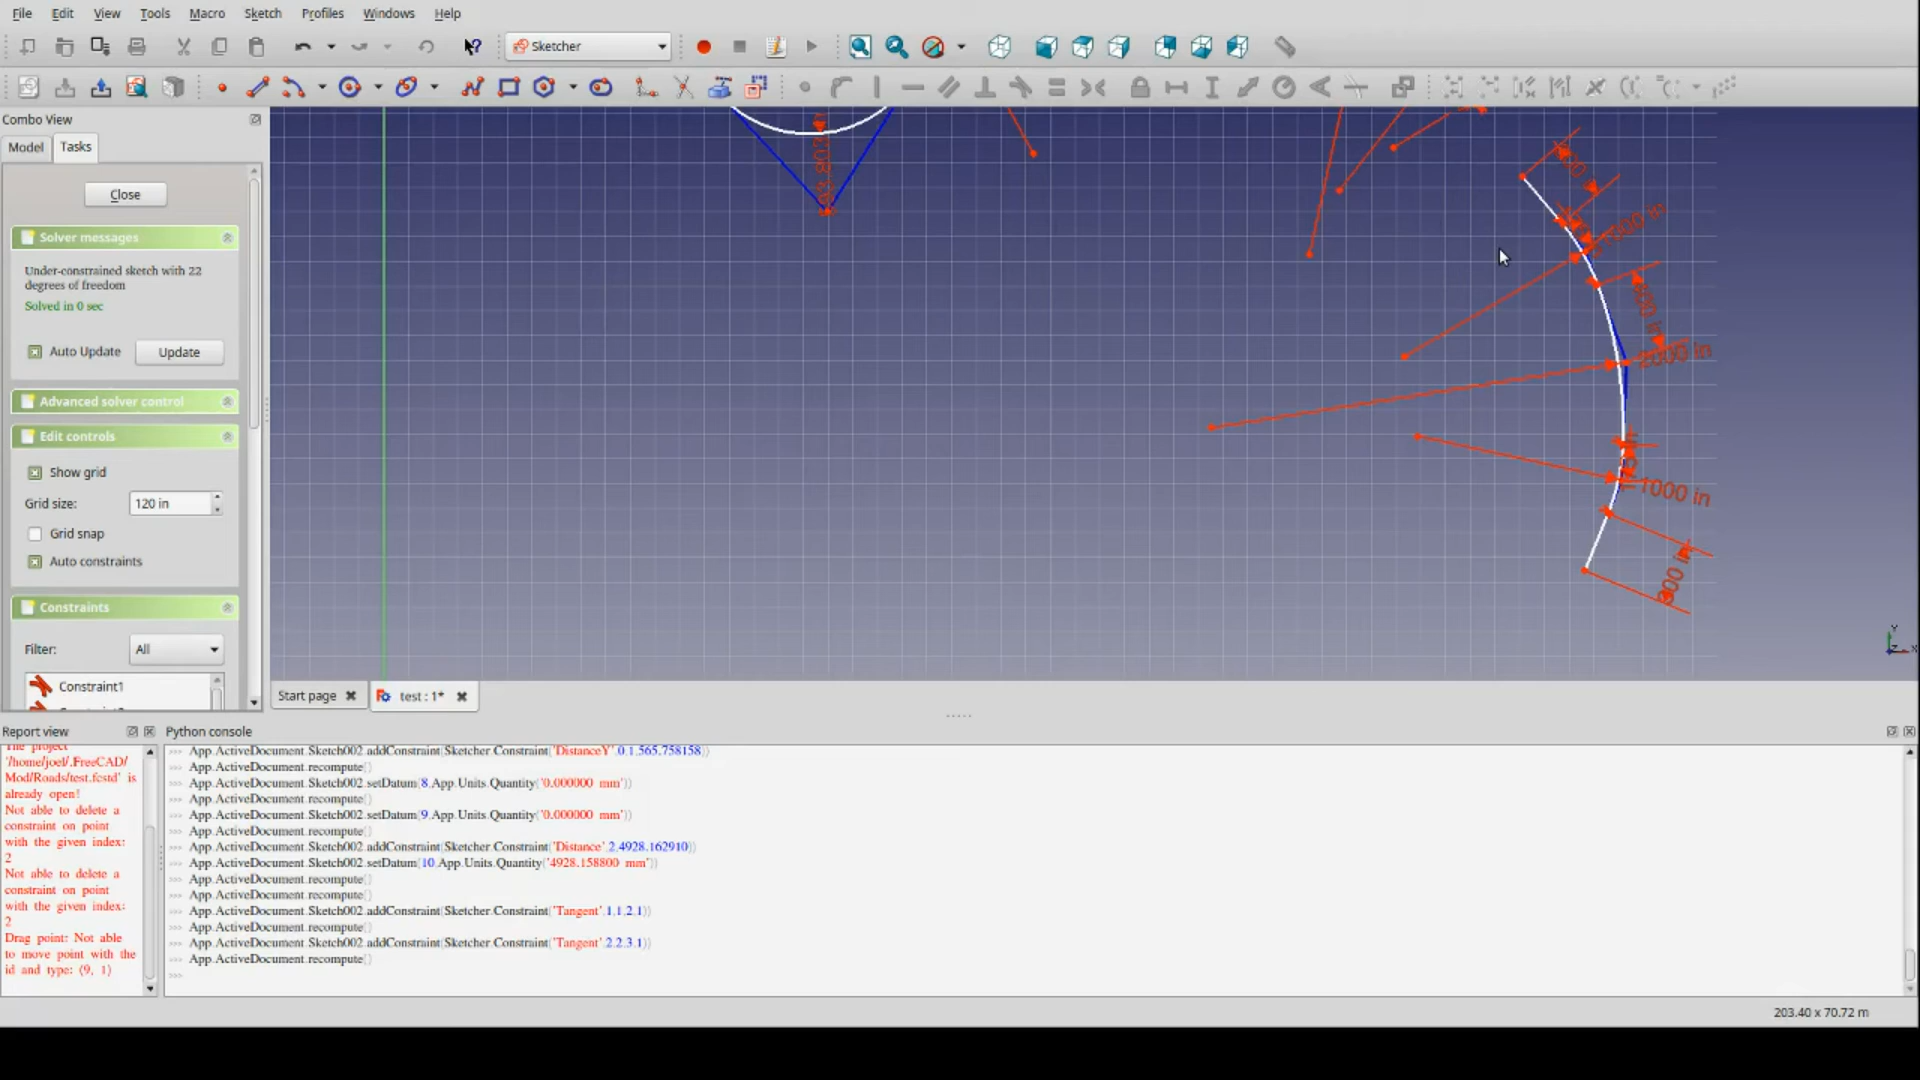 File Edit View Tools Macro Sketch Profiles Windows Help
Sketcher
Combo View
Model Tasks
Close
Solver messages
Under-constrained sketch with 22
degrees of freedom
Solved in 0 sec
Auto Update Update
Advanced solver control
Edit controls
Show grid
Grid size: 120 in
Grid snap
Auto constraints
Constraints
Filter: All
Constraint1
1000 in
2000 in
1000 in
300 in
Y
Z
X
Start page test : 1*
Report view
The project
'/home/joel/.FreeCAD/
Mod/Roads/test.fcstd' is
already open!
Not able to delete a
constraint on point
with the given index:
2
Not able to delete a
constraint on point
with the given index:
2
Drag point: Not able
to move point with the
id and type: (9, 1)
Python console
>>> App.ActiveDocument.Sketch002.addConstraint(Sketcher.Constraint('DistanceY',0,1,565.758158))
>>> App.ActiveDocument.recompute()
>>> App.ActiveDocument.Sketch002.setDatum(8,App.Units.Quantity('0.000000 mm'))
>>> App.ActiveDocument.recompute()
>>> App.ActiveDocument.Sketch002.setDatum(9,App.Units.Quantity('0.000000 mm'))
>>> App.ActiveDocument.recompute()
>>> App.ActiveDocument.Sketch002.addConstraint(Sketcher.Constraint('Distance',2,4928.162910))
>>> App.ActiveDocument.Sketch002.setDatum(10,App.Units.Quantity('4928.158800 mm'))
>>> App.ActiveDocument.recompute()
>>> App.ActiveDocument.recompute()
>>> App.ActiveDocument.Sketch002.addConstraint(Sketcher.Constraint('Tangent',1,1,2,1))
>>> App.ActiveDocument.recompute()
>>> App.ActiveDocument.Sketch002.addConstraint(Sketcher.Constraint('Tangent',2,2,3,1))
>>> App.ActiveDocument.recompute()
>>>
203.40 x 70.72 m